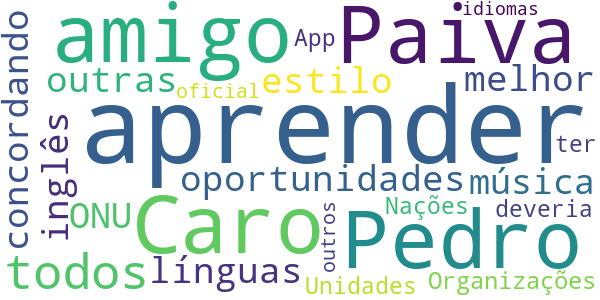 idiomas
amigo
App
Paiva
outras
oficial
estilo
melhor
concordando
aprender
ter
inglês
oportunidades
música
ONU
Caro
Nações
deveria
Pedro
outros
todos
línguas
Unidades
Organizações